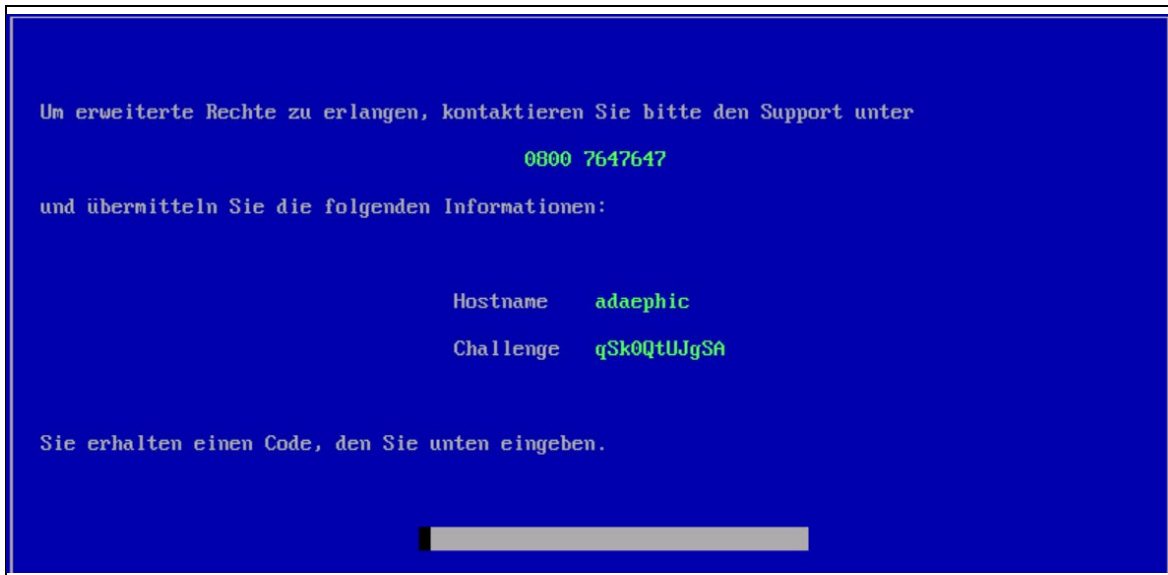 Um erweiterte Rechte zu erlangen, kontaktieren Sie bitte den Support unter
0800 7647647
und übermitteln Sie die folgenden Informationen:
Hostname adaephic
Challenge qSk0QtUJgSA
Sie erhalten einen Code, den Sie unten eingeben.